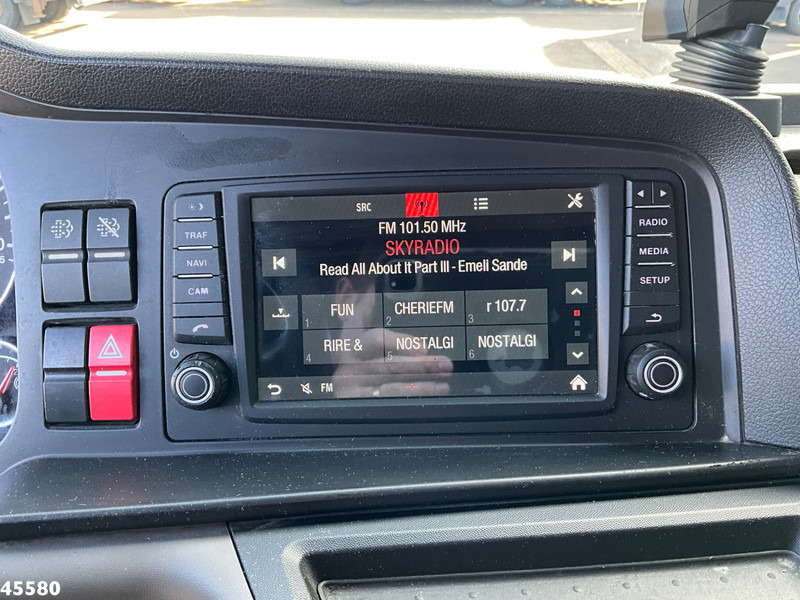 SRC
FM 101.50 MHz
SKYRADIO
Read All About It Part III - Emeli Sande
1 FUN
2 CHERIEFM
3 r 107.7
4 RIRE &
5 NOSTALGI
6 NOSTALGI
FM
TRAF
NAVI
CAM
RADIO
MEDIA
SETUP
45580